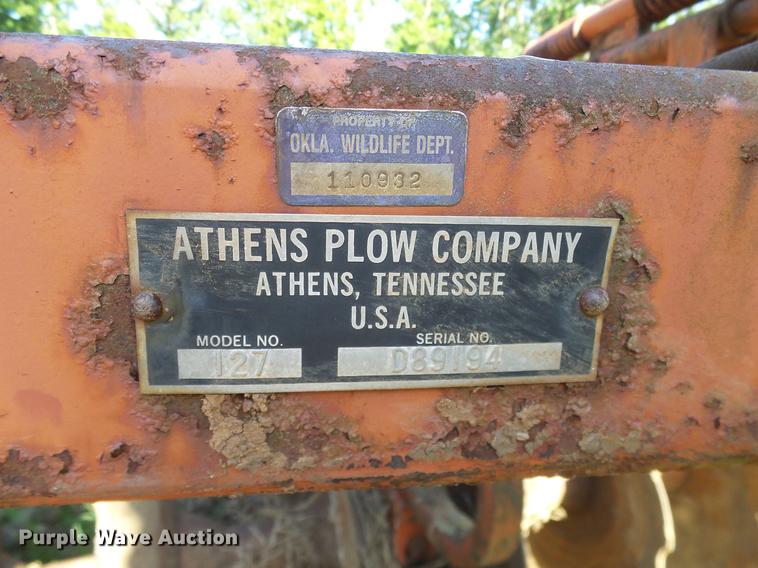 PROPERTY OF
OKLA. WILDLIFE DEPT.
110932
ATHENS PLOW COMPANY
ATHENS, TENNESSEE
U.S.A.
MODEL NO. SERIAL NO.
127 D89194
Purple Wave Auction